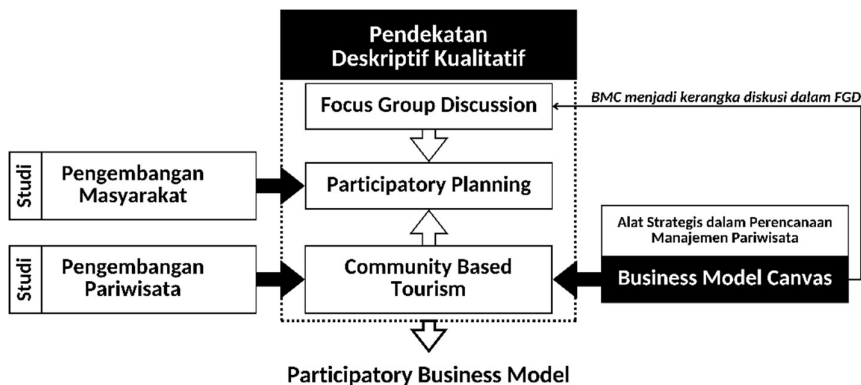 Pendekatan
Deskriptif Kualitatif
Focus Group Discussion
BMC menjadi kerangka diskusi dalam FGD
Studi
Pengembangan
Masyarakat
Participatory Planning
Alat Strategis dalam Perencanaan
Manajemen Pariwisata
Studi
Pengembangan
Pariwisata
Community Based
Tourism
Business Model Canvas
Participatory Business Model